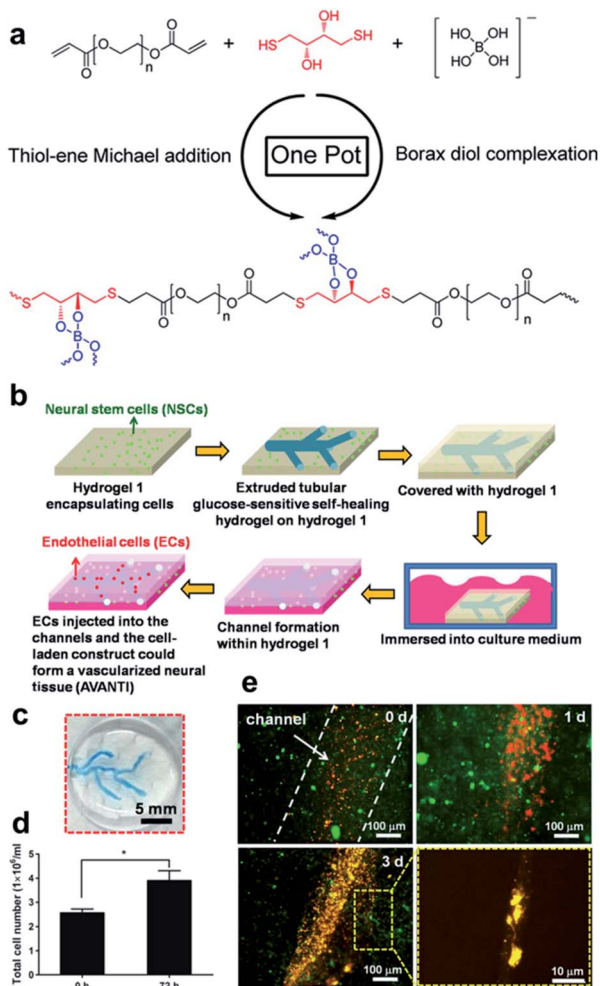 a
O
O
n
O
O
+
HS
OH
OH
SH
+
HO OH
B
HO OH
−
Thiol-ene Michael addition
One Pot
Borax diol complexation
S
O
O
B
O
O
S
O
O
n
O
O
S
O
O
B
O
O
S
O
O
n
O
O
b
Neural stem cells (NSCs)
Hydrogel 1
encapsulating cells
Extruded tubular
glucose-sensitive self-healing
hydrogel on hydrogel 1
Covered with hydrogel 1
Endothelial cells (ECs)
ECs injected into the
channels and the cell-
laden construct could
form a vascularized neural
tissue (AVANTI)
Channel formation
within hydrogel 1
Immersed into culture medium
c
5 mm
d
Total cell number (1×10⁶/ml
5
4
3
2
1
0
*
0 h
72 h
e
channel
0 d
100 μm
1 d
100 μm
3 d
100 μm
10 μm